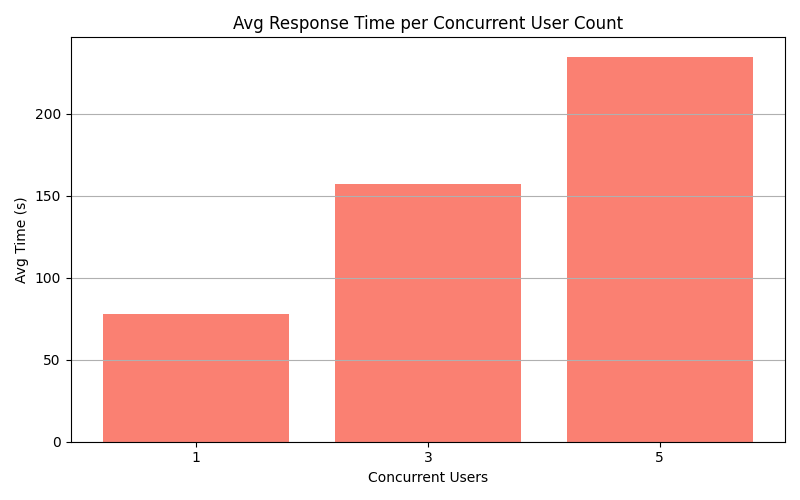 Avg Response Time per Concurrent User Count
200
150
100
50
0
Avg Time (s)
1 3 5
Concurrent Users